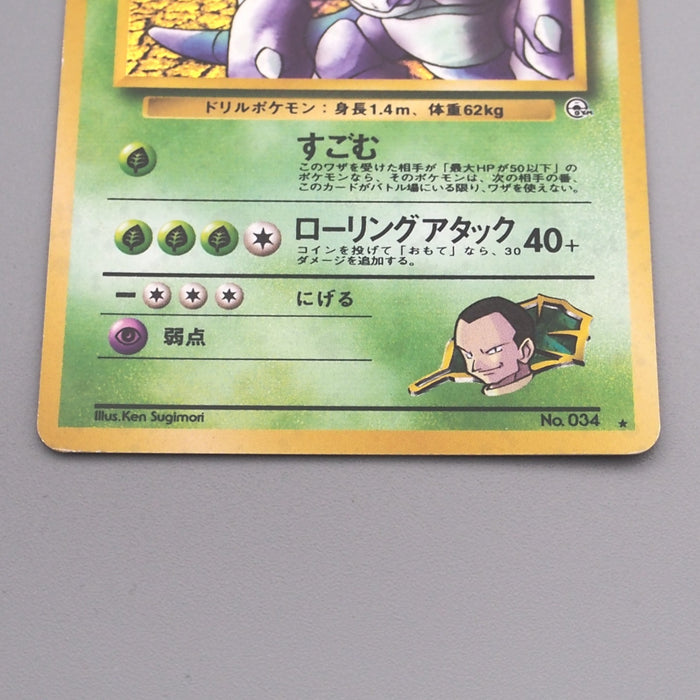 ドリルポケモン：身長1.4m、体重62kg
すごむ
このワザを受けた相手が「最大HPが50以下」の
ポケモンなら、そのポケモンは、次の相手の番、
このカードがバトル場にいる限り、ワザを使えない。
ローリングアタック 40+
コインを投げて「おもて」なら、30
ダメージを追加する。
にげる
弱点
Illus. Ken Sugimori
No. 034 ★